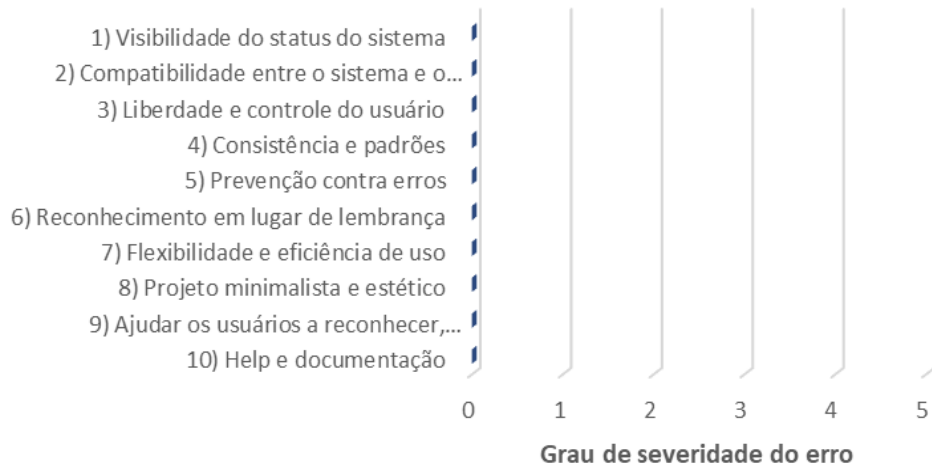 1) Visibilidade do status do sistema
2) Compatibilidade entre o sistema e o...
3) Liberdade e controle do usuário
4) Consistência e padrões
5) Prevenção contra erros
6) Reconhecimento em lugar de lembrança
7) Flexibilidade e eficiência de uso
8) Projeto minimalista e estético
9) Ajudar os usuários a reconhecer,...
10) Help e documentação
0 1 2 3 4 5
Grau de severidade do erro